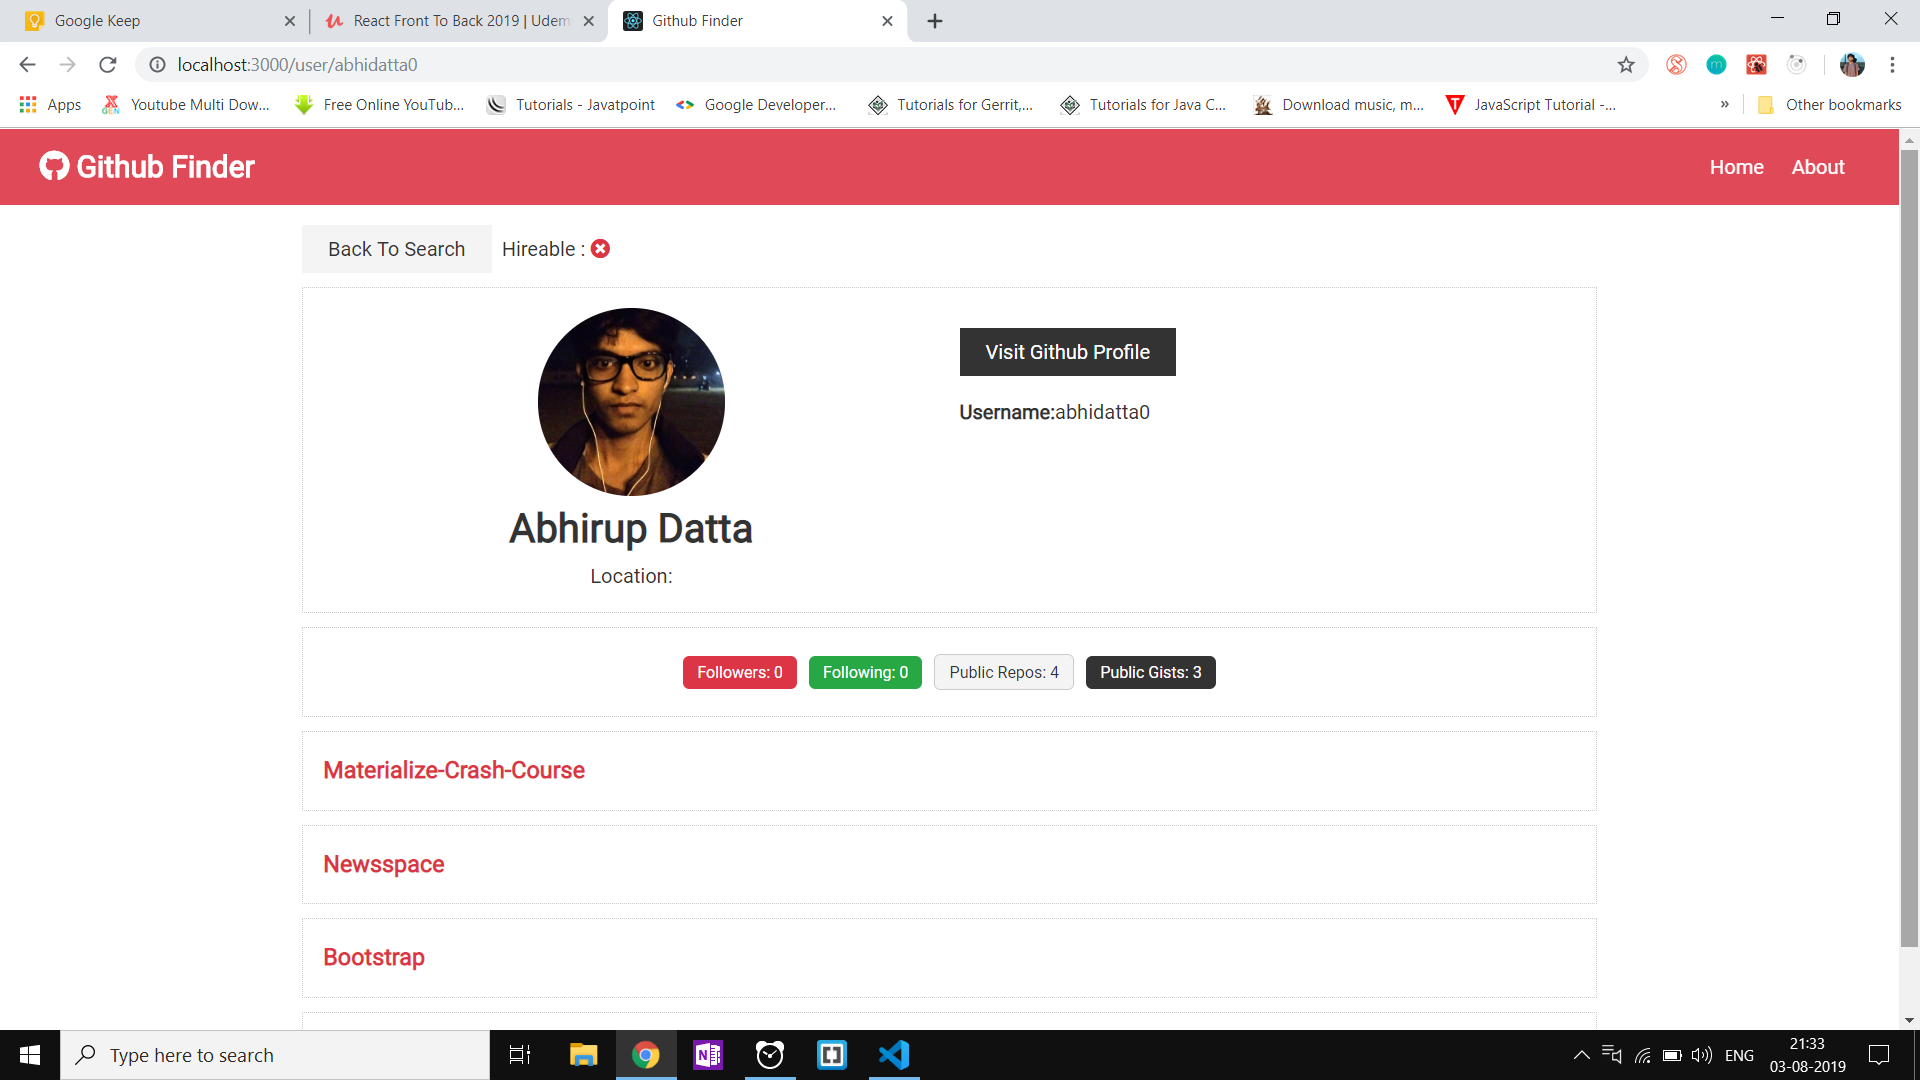 Google Keep
React Front To Back 2019 | Udem
Github Finder
localhost:3000/user/abhidatta0
Apps
Youtube Multi Dow...
Free Online YouTub...
Tutorials - Javatpoint
Google Developer...
Tutorials for Gerrit,...
Tutorials for Java C...
Download music, m...
JavaScript Tutorial -...
»
Other bookmarks
Github Finder
Home
About
Back To Search
Hireable :
Visit Github Profile
Username:abhidatta0
Abhirup Datta
Location:
Followers: 0
Following: 0
Public Repos: 4
Public Gists: 3
Materialize-Crash-Course
Newsspace
Bootstrap
Type here to search
ENG
21:33
03-08-2019